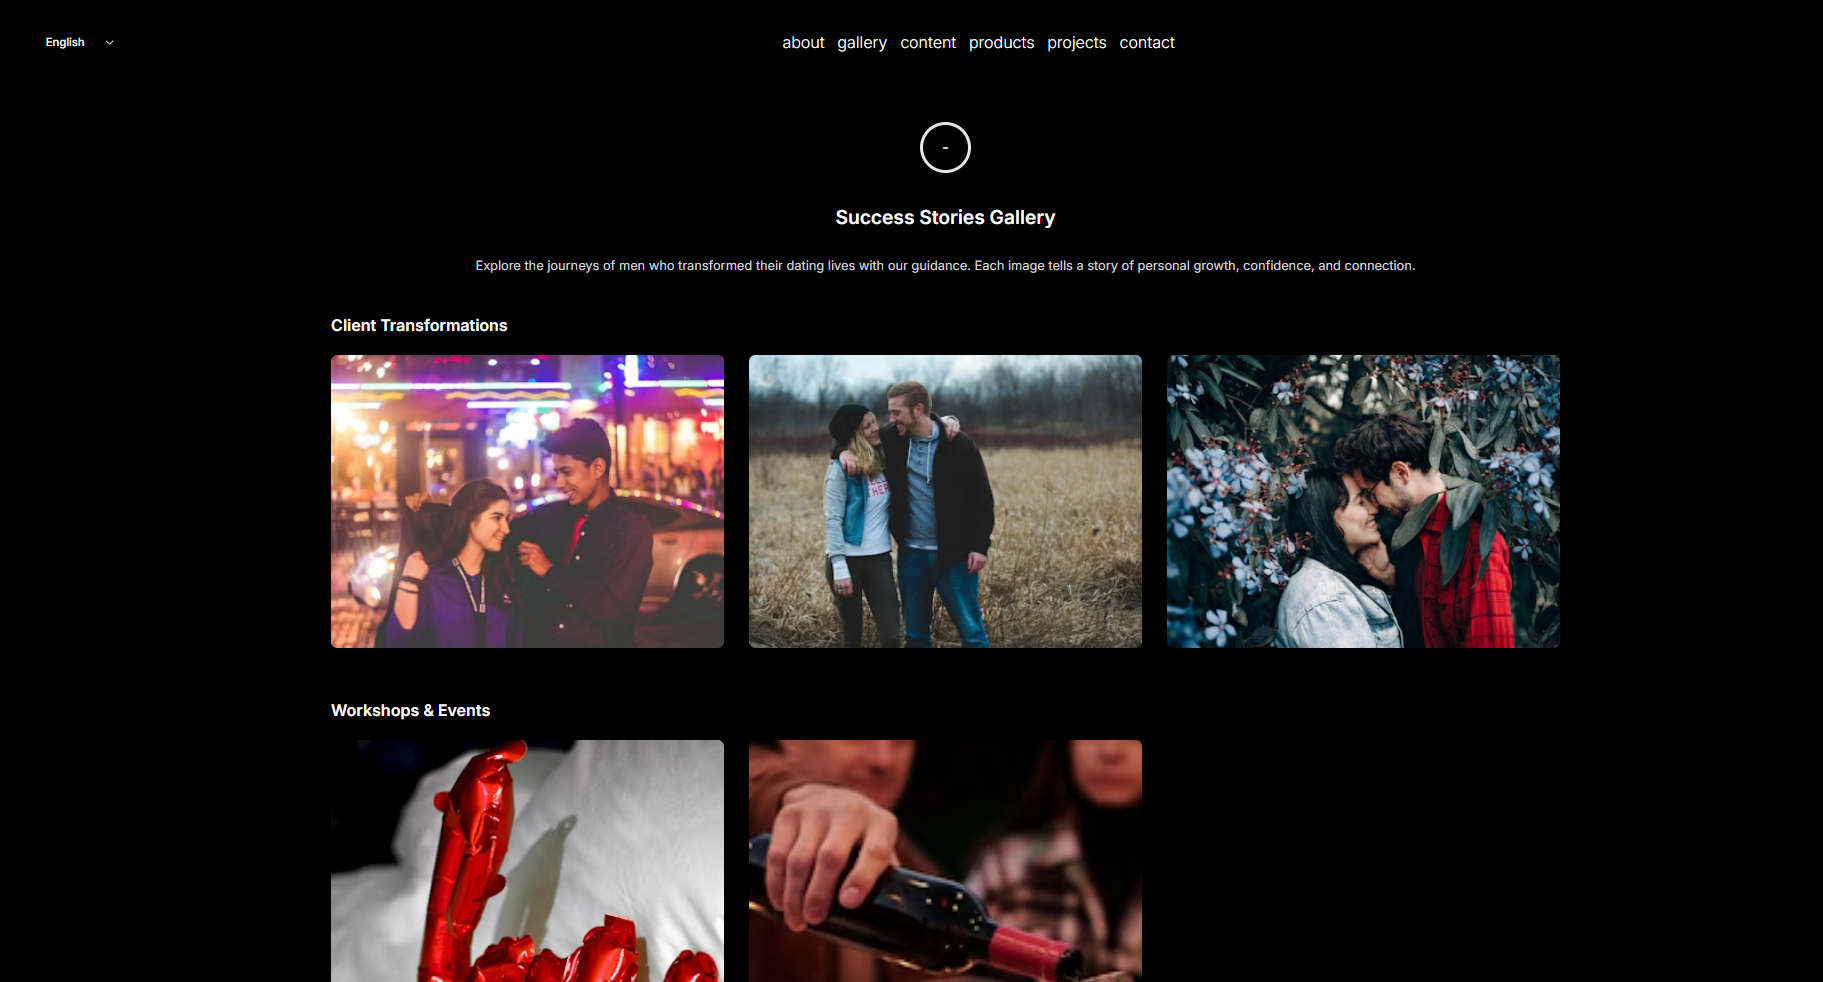 English
about gallery content products projects contact
-
Success Stories Gallery
Explore the journeys of men who transformed their dating lives with our guidance. Each image tells a story of personal growth, confidence, and connection.
Client Transformations
Workshops & Events